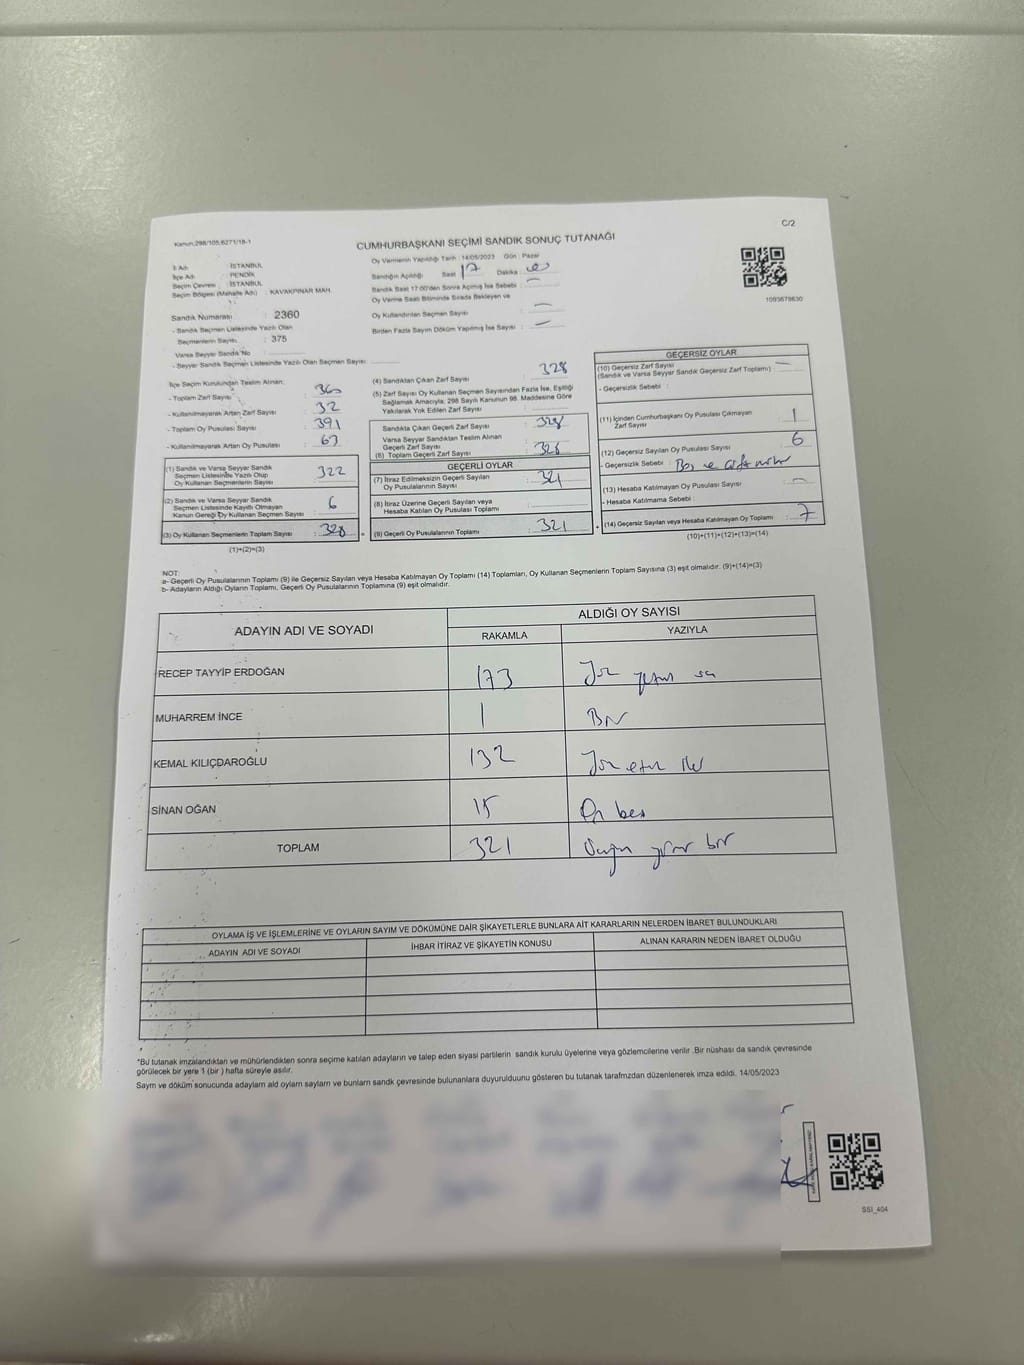 C/2
Kanun:298/105,6271/18-1
CUMHURBAŞKANI SEÇİMİ SANDIK SONUÇ TUTANAĞI
İl Adı : İSTANBUL
İlçe Adı : PENDİK
Seçim Çevresi : İSTANBUL
Seçim Bölgesi (Mahalle Adı) : KAVAKPINAR MAH.
Oy Vermenin Yapıldığı Tarih : 14/05/2023 Gün : Pazar
Sandığın Açıldığı Saat 17 Dakika
Sandık Saat 17:00'den Sonra Açılmış İse Sebebi :
Oy Verme Saati Bitiminde Sırada Bekleyen ve
Oy Kullandırılan Seçmen Sayısı :
Birden Fazla Sayım Döküm Yapılmış İse Sayısı :
1093678630
Sandık Numarası : 2360
- Sandık Seçmen Listesinde Yazılı Olan
Seçmenlerin Sayısı : 375
Varsa Seyyar Sandık No :
- Seyyar Sandık Seçmen Listesinde Yazılı Olan Seçmen Sayısı :
İlçe Seçim Kurulundan Teslim Alınan;
- Toplam Zarf Sayısı : 360
- Kullanılmayarak Artan Zarf Sayısı : 32
- Toplam Oy Pusulası Sayısı : 391
- Kullanılmayarak Artan Oy Pusulası : 63
(1) Sandık ve Varsa Seyyar Sandık
Seçmen Listesinde Yazılı Olup
Oy Kullanan Seçmenlerin Sayısı : 322
(2) Sandık ve Varsa Seyyar Sandık
Seçmen Listesinde Kayıtlı Olmayan
Kanun Gereği Oy Kullanan Seçmen Sayısı : 6
(3) Oy Kullanan Seçmenlerin Toplam Sayısı : 328
(1)+(2)=(3)
(4) Sandıktan Çıkan Zarf Sayısı : 328
(5) Zarf Sayısı Oy Kullanan Seçmen Sayısından Fazla İse, Eşitliği
Sağlamak Amacıyla; 298 Sayılı Kanunun 98. Maddesine Göre
Yakılarak Yok Edilen Zarf Sayısı :
Sandıkta Çıkan Geçerli Zarf Sayısı : 328
Varsa Seyyar Sandıktan Teslim Alınan
Geçerli Zarf Sayısı :
(6) Toplam Geçerli Zarf Sayısı : 328
GEÇERLİ OYLAR
(7) İtiraz Edilmeksizin Geçerli Sayılan
Oy Pusulalarının Sayısı : 321
(8) İtiraz Üzerine Geçerli Sayılan veya
Hesaba Katılan Oy Pusulası Toplamı :
(9) Geçerli Oy Pusulalarının Toplamı : 321
GEÇERSİZ OYLAR
(10) Geçersiz Zarf Sayısı
(Sandık ve Varsa Seyyar Sandık Geçersiz Zarf Toplamı) :
- Geçersizlik Sebebi :
(11) İçinden Cumhurbaşkanı Oy Pusulası Çıkmayan
Zarf Sayısı : 1
(12) Geçersiz Sayılan Oy Pusulası Sayısı : 6
- Geçersizlik Sebebi : Boş ve
(13) Hesaba Katılmayan Oy Pusulası Sayısı :
- Hesaba Katılmama Sebebi :
(14) Geçersiz Sayılan veya Hesaba Katılmayan Oy Toplamı : 7
(10)+(11)+(12)+(13)=(14)
NOT:
a- Geçerli Oy Pusulalarının Toplamı (9) ile Geçersiz Sayılan veya Hesaba Katılmayan Oy Toplamı (14) Toplamları, Oy Kullanan Seçmenlerin Toplam Sayısına (3) eşit olmalıdır. (9)+(14)=(3)
b- Adayların Aldığı Oyların Toplamı, Geçerli Oy Pusulalarının Toplamına (9) eşit olmalıdır.
ADAYIN ADI VE SOYADI
ALDIĞI OY SAYISI
RAKAMLA YAZIYLA
RECEP TAYYİP ERDOĞAN 173 Yüz yetmiş
MUHARREM İNCE 1 Bir
KEMAL KILIÇDAROĞLU 132 Yüz otuz iki
SİNAN OĞAN 15 On beş
TOPLAM 321 Üçyüz yirmi bir
OYLAMA İŞ VE İŞLEMLERİNE VE OYLARIN SAYIM VE DÖKÜMÜNE DAİR ŞİKAYETLERLE BUNLARA AİT KARARLARIN NELERDEN İBARET BULUNDUKLARI
ADAYIN ADI VE SOYADI İHBAR İTİRAZ VE ŞİKAYETİN KONUSU ALINAN KARARIN NEDEN İBARET OLDUĞU
*Bu tutanak imzalandıktan ve mühürlendikten sonra seçime katılan adayların ve talep eden siyasi partilerin sandık kurulu üyelerine veya gözlemcilerine verilir .Bir nüshası da sandık çevresinde
görülecek bir yere 1 (bir ) hafta süreyle asılır.
Sayım ve döküm sonucunda adayların ald oyların sayların ve bunların sandk çevresinde bulunanlara duyurulduunu gösteren bu tutanak tarafmzdan düzenlenerek imza edildi. 14/05/2023
SSI_404